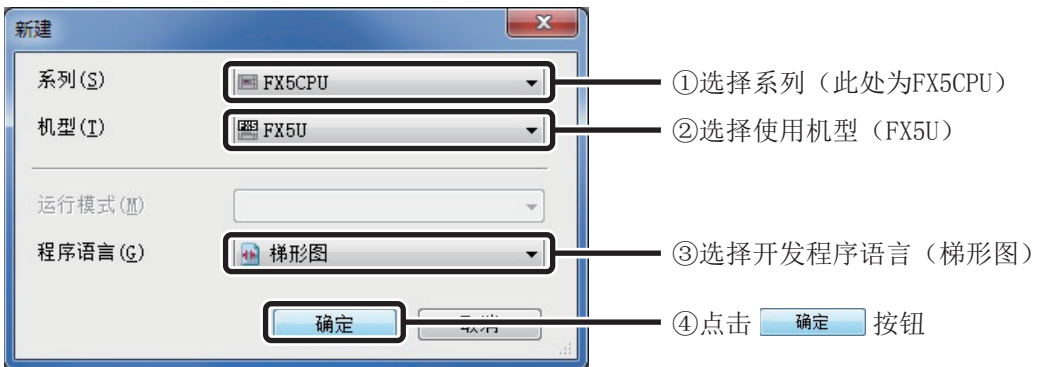 新建
系列(S) FX5CPU ①选择系列（此处为FX5CPU）
机型(T) FX5U ②选择使用机型（FX5U）
运行模式(M)
程序语言(G) 梯形图 ③选择开发程序语言（梯形图）
确定 取消 ④点击 确定 按钮